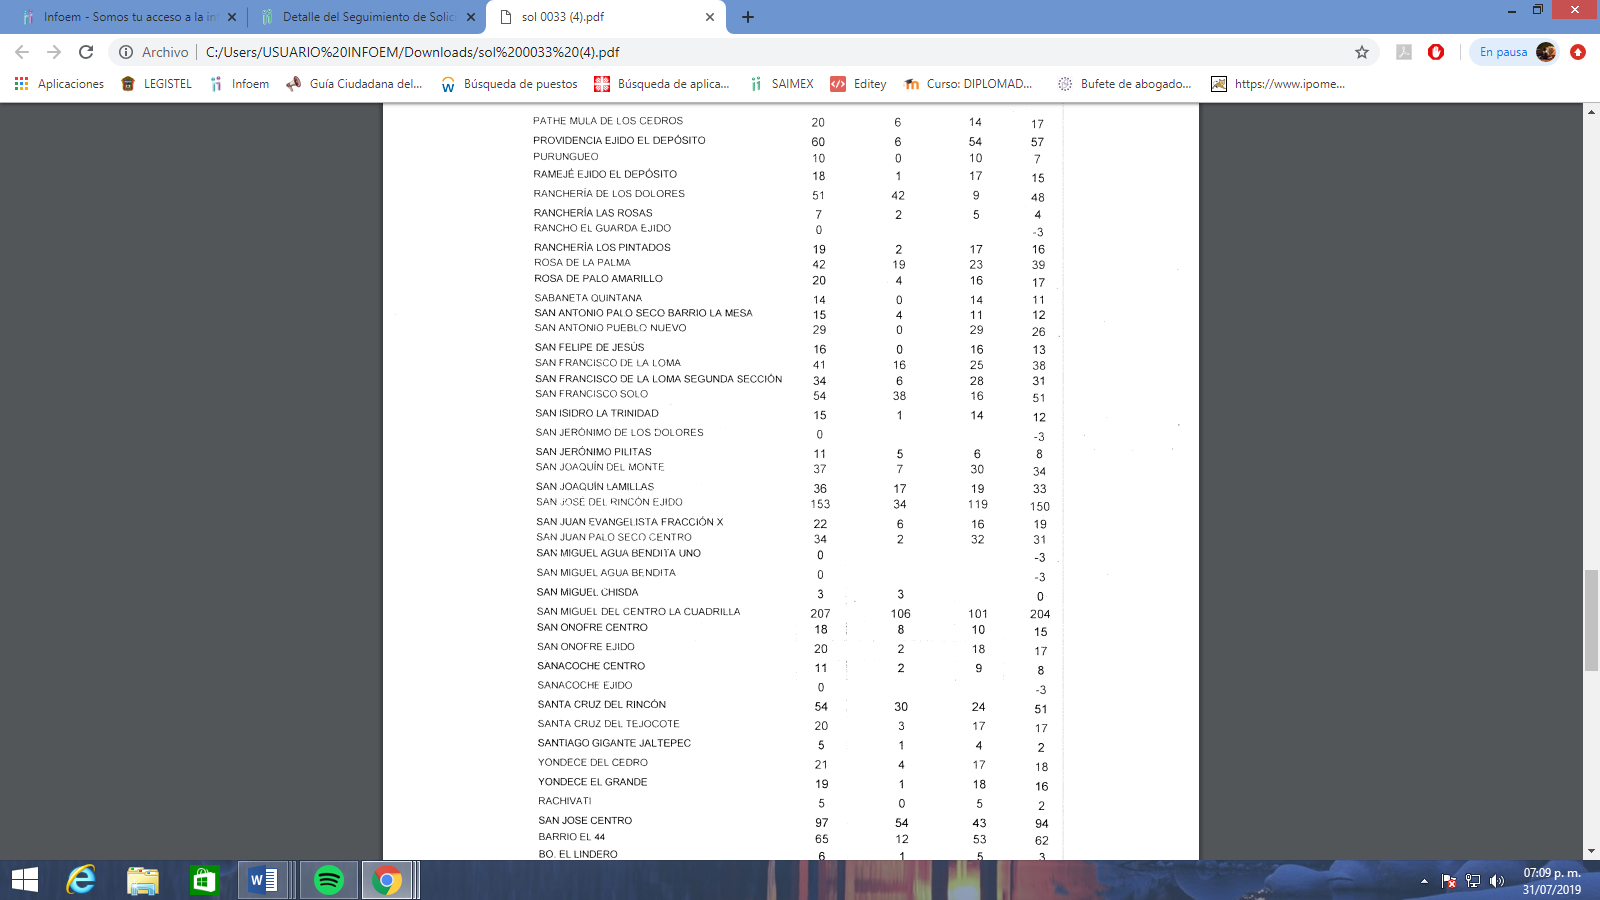 Infoem - Somos tu acceso a la in
Detalle del Seguimiento de Solic
sol 0033 (4).pdf
Archivo | C:/Users/USUARIO%20INFOEM/Downloads/sol%200033%20(4).pdf
En pausa
Aplicaciones LEGISTEL Infoem Guía Ciudadana del... Búsqueda de puestos Búsqueda de aplica... SAIMEX Editey Curso: DIPLOMAD... Bufete de abogado... https://www.ipome...
PATHE MULA DE LOS CEDROS 20 6 14 17
PROVIDENCIA EJIDO EL DEPÓSITO 60 6 54 57
PURUNGUEO 10 0 10 7
RAMEJÉ EJIDO EL DEPÓSITO 18 1 17 15
RANCHERÍA DE LOS DOLORES 51 42 9 48
RANCHERÍA LAS ROSAS 7 2 5 4
RANCHO EL GUARDA EJIDO 0 -3
RANCHERÍA LOS PINTADOS 19 2 17 16
ROSA DE LA PALMA 42 19 23 39
ROSA DE PALO AMARILLO 20 4 16 17
SABANETA QUINTANA 14 0 14 11
SAN ANTONIO PALO SECO BARRIO LA MESA 15 4 11 12
SAN ANTONIO PUEBLO NUEVO 29 0 29 26
SAN FELIPE DE JESÚS 16 0 16 13
SAN FRANCISCO DE LA LOMA 41 16 25 38
SAN FRANCISCO DE LA LOMA SEGUNDA SECCIÓN 34 6 28 31
SAN FRANCISCO SOLO 54 38 16 51
SAN ISIDRO LA TRINIDAD 15 1 14 12
SAN JERÓNIMO DE LOS DOLORES 0 -3
SAN JERÓNIMO PILITAS 11 5 6 8
SAN JOAQUÍN DEL MONTE 37 7 30 34
SAN JOAQUÍN LAMILLAS 36 17 19 33
SAN JOSÉ DEL RINCÓN EJIDO 153 34 119 150
SAN JUAN EVANGELISTA FRACCIÓN X 22 6 16 19
SAN JUAN PALO SECO CENTRO 34 2 32 31
SAN MIGUEL AGUA BENDITA UNO 0 -3
SAN MIGUEL AGUA BENDITA 0 -3
SAN MIGUEL CHISDA 3 3 0
SAN MIGUEL DEL CENTRO LA CUADRILLA 207 106 101 204
SAN ONOFRE CENTRO 18 8 10 15
SAN ONOFRE EJIDO 20 2 18 17
SANACOCHE CENTRO 11 2 9 8
SANACOCHE EJIDO 0 -3
SANTA CRUZ DEL RINCÓN 54 30 24 51
SANTA CRUZ DEL TEJOCOTE 20 3 17 17
SANTIAGO GIGANTE JALTEPEC 5 1 4 2
YONDECE DEL CEDRO 21 4 17 18
YONDECE EL GRANDE 19 1 18 16
RACHIVATI 5 0 5 2
SAN JOSE CENTRO 97 54 43 94
BARRIO EL 44 65 12 53 62
BO. EL LINDERO 6 1 5 3
07:09 p. m.
31/07/2019